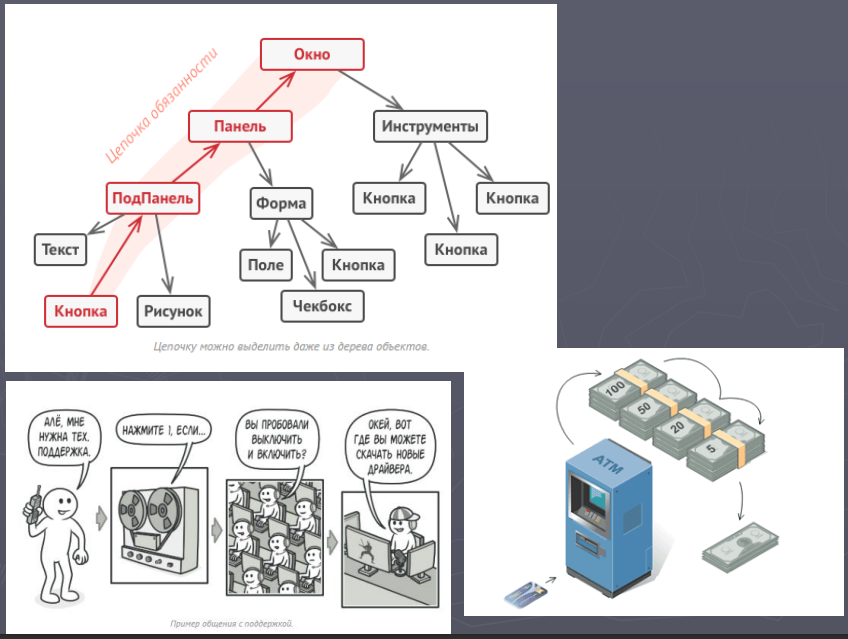 Цепочка обязанности
Окно
Панель
Инструменты
ПодПанель
Форма
Кнопка
Кнопка
Текст
Поле
Кнопка
Кнопка
Кнопка
Рисунок
Чекбокс
Цепочку можно выделить даже из дерева объектов.
АЛЁ, МНЕ
НУЖНА ТЕХ.
ПОДДЕРЖКА.
НАЖМИТЕ 1, ЕСЛИ...
ВЫ ПРОБОВАЛИ
ВЫКЛЮЧИТЬ
И ВКЛЮЧИТЬ?
ОКЕЙ, ВОТ
ГДЕ ВЫ МОЖЕТЕ
СКАЧАТЬ НОВЫЕ
ДРАЙВЕРА.
Пример общения с поддержкой.
100
50
20
5
ATM